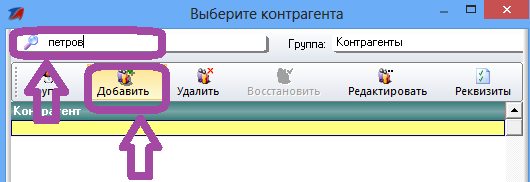 Выберите контрагента
петров
Группа: Контрагенты
Добавить Удалить Восстановить Редактировать Реквизиты
Контрагент